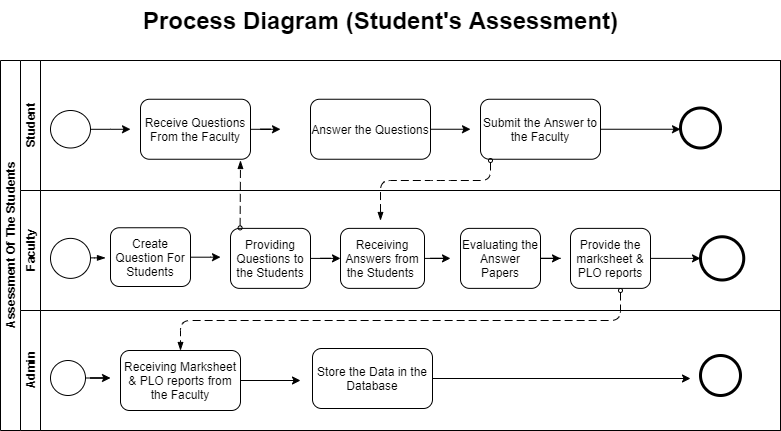 Process Diagram (Student's Assessment)
Assessment Of The Students
Student
Receive Questions
From the Faculty
Answer the Questions
Submit the Answer to
the Faculty
Faculty
Create
Question For
Students
Providing
Questions to
the Students
Receiving
Answers from
the Students
Evaluating the
Answer
Papers
Provide the
marksheet &
PLO reports
Admin
Receiving Marksheet
& PLO reports from
the Faculty
Store the Data in the
Database